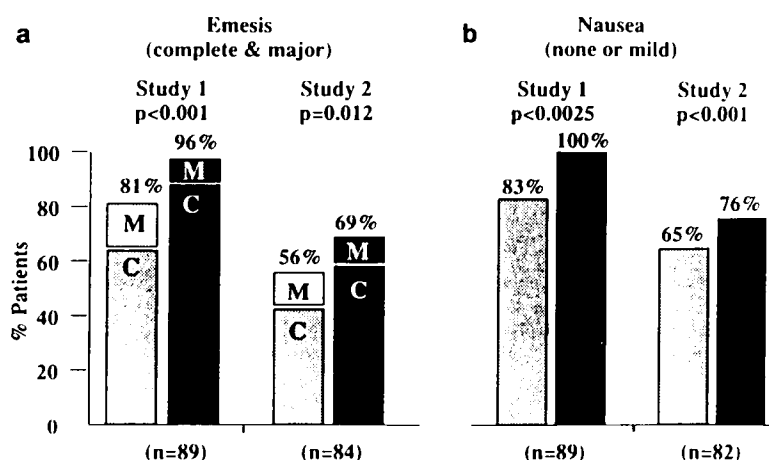 a
Emesis
(complete & major)
Study 1
p<0.001
Study 2
p=0.012
% Patients
100
80
60
40
20
0
81%
M
C
96%
M
C
56%
M
C
69%
M
C
(n=89)
(n=84)
b
Nausea
(none or mild)
Study 1
p<0.0025
Study 2
p<0.001
83%
100%
65%
76%
(n=89)
(n=82)